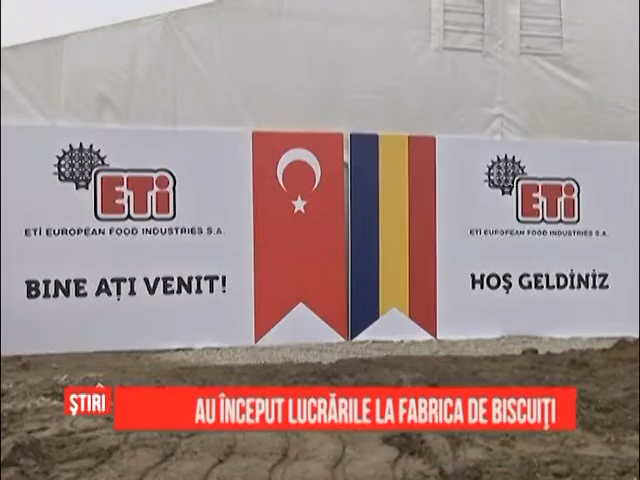 ETi
ETİ EUROPEAN FOOD INDUSTRIES S.A.
BINE AȚI VENIT!
ETi
ETİ EUROPEAN FOOD INDUSTRIES S.A.
HOŞ GELDİNİZ
ŞTIRI
AU ÎNCEPUT LUCRĂRILE LA FABRICA DE BISCUIŢI